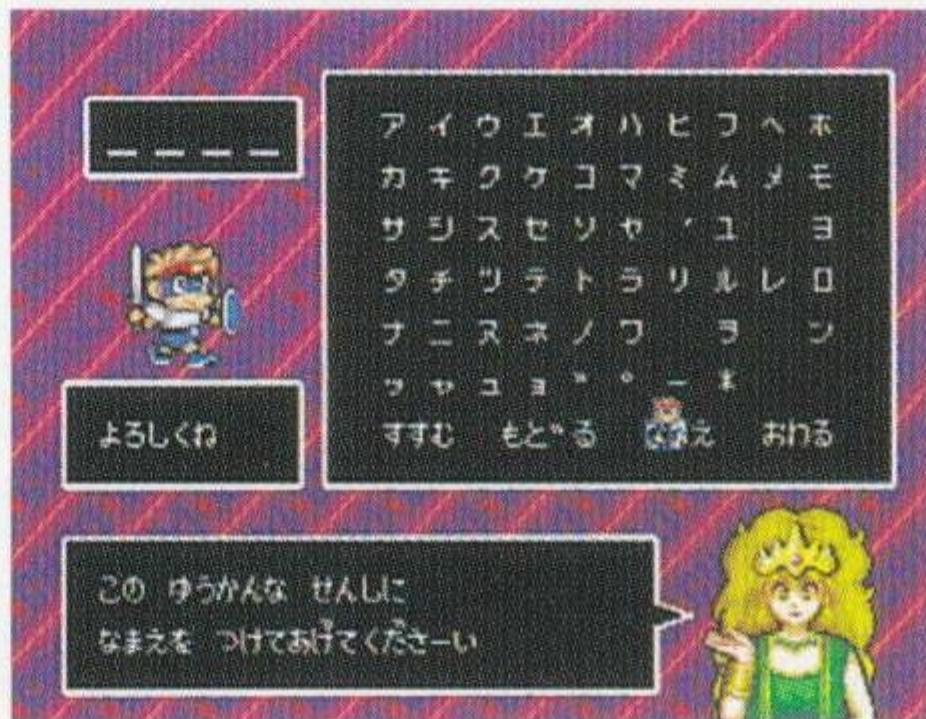 アイウエオハヒフヘホ
カキクケコマミムメモ
サシスセソヤ ゛ユ ヨ
タチツテトラリルレロ
ナニヌネノワ ヲ ン
ッャュョ゛゜ー
すすむ もどる なまえ おわる
よろしくね
この ゆうかんな せんしに
なまえを つけてあげてくださーい